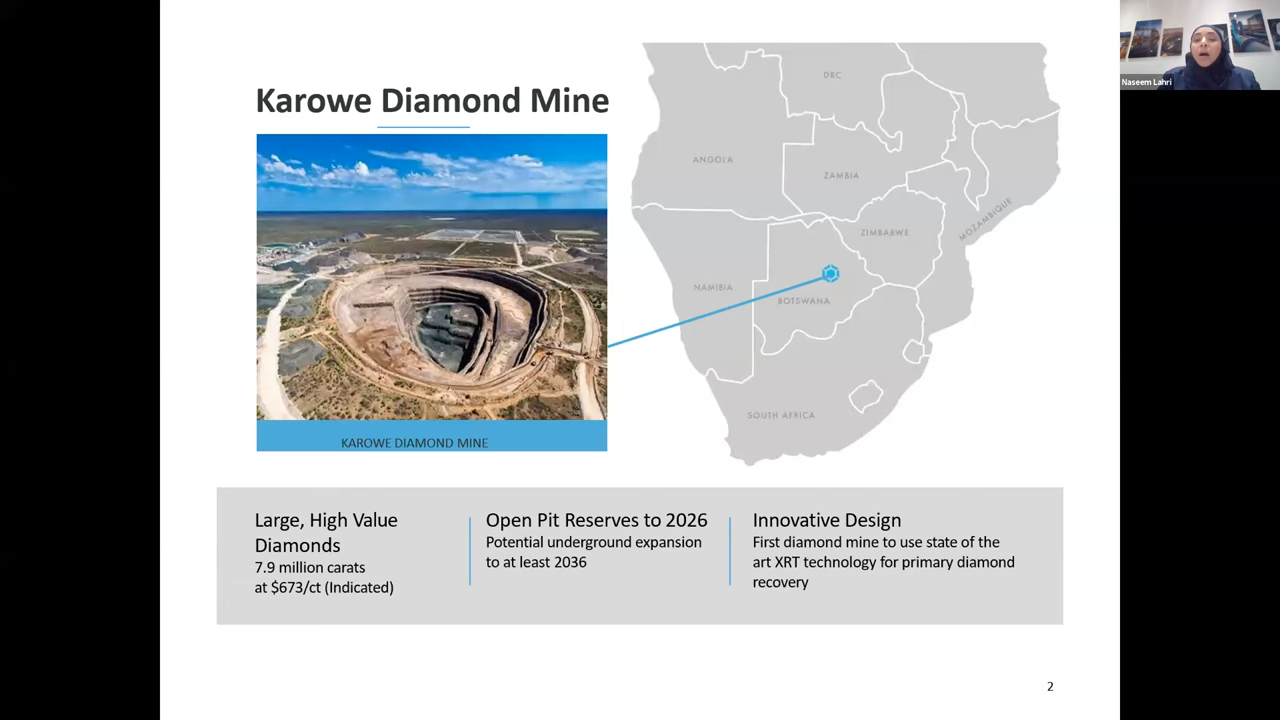 Karowe Diamond Mine
KAROWE DIAMOND MINE
DRC
ANGOLA
ZAMBIA
MOZAMBIQUE
ZIMBABWE
NAMIBIA
BOTSWANA
SOUTH AFRICA
Naseem Lahri
Large, High Value
Diamonds
7.9 million carats
at $673/ct (Indicated)
Open Pit Reserves to 2026
Potential underground expansion
to at least 2036
Innovative Design
First diamond mine to use state of the
art XRT technology for primary diamond
recovery
2